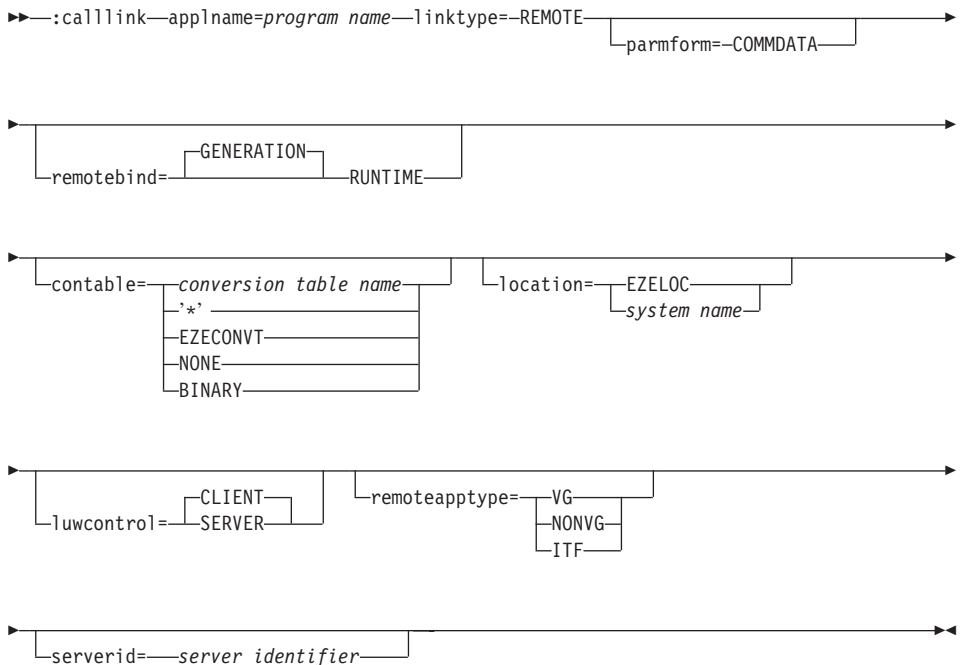 :calllink applname=program name linktype= REMOTE
parmform= COMMDATA
GENERATION
remotebind= RUNTIME
contable= conversion table name location= EZELOC
’*’ system name
EZECONVT
NONE
BINARY
CLIENT remoteapptype= VG
luwcontrol= SERVER NONVG
ITF
serverid= server identifier